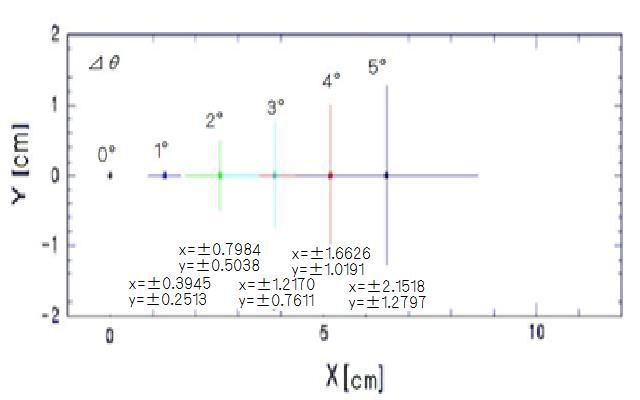 2
Δθ
5°
4°
3°
2°
1
1°
0°
0
-1
x=±0.7984
y=±0.5038
x=±1.6626
y=±1.0191
x=±0.3945
y=±0.2513
x=±1.2170
y=±0.7611
x=±2.1518
y=±1.2797
-2
0
5
10
X[cm]
Y[cm]